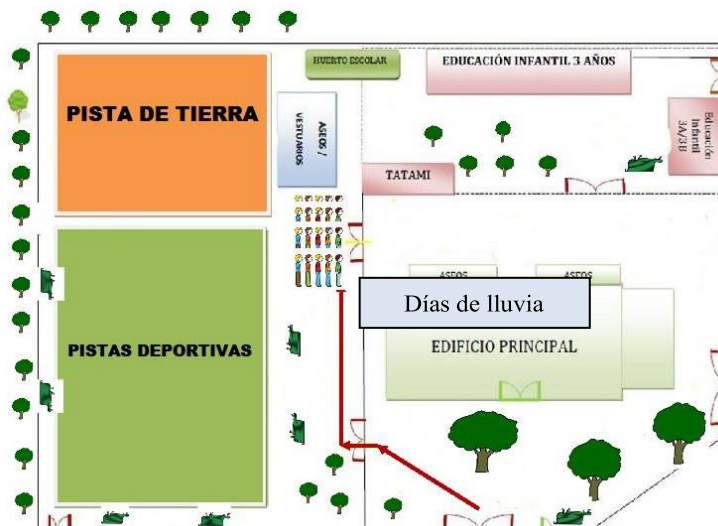 HUERTO ESCOLAR
EDUCACIÓN INFANTIL 3 AÑOS
PISTA DE TIERRA
ASEOS /
VESTUARIOS
Educación
Infantil
3A/3B
TATAMI
ASEOS
ASEOS
Días de lluvia
EDIFICIO PRINCIPAL
PISTAS DEPORTIVAS